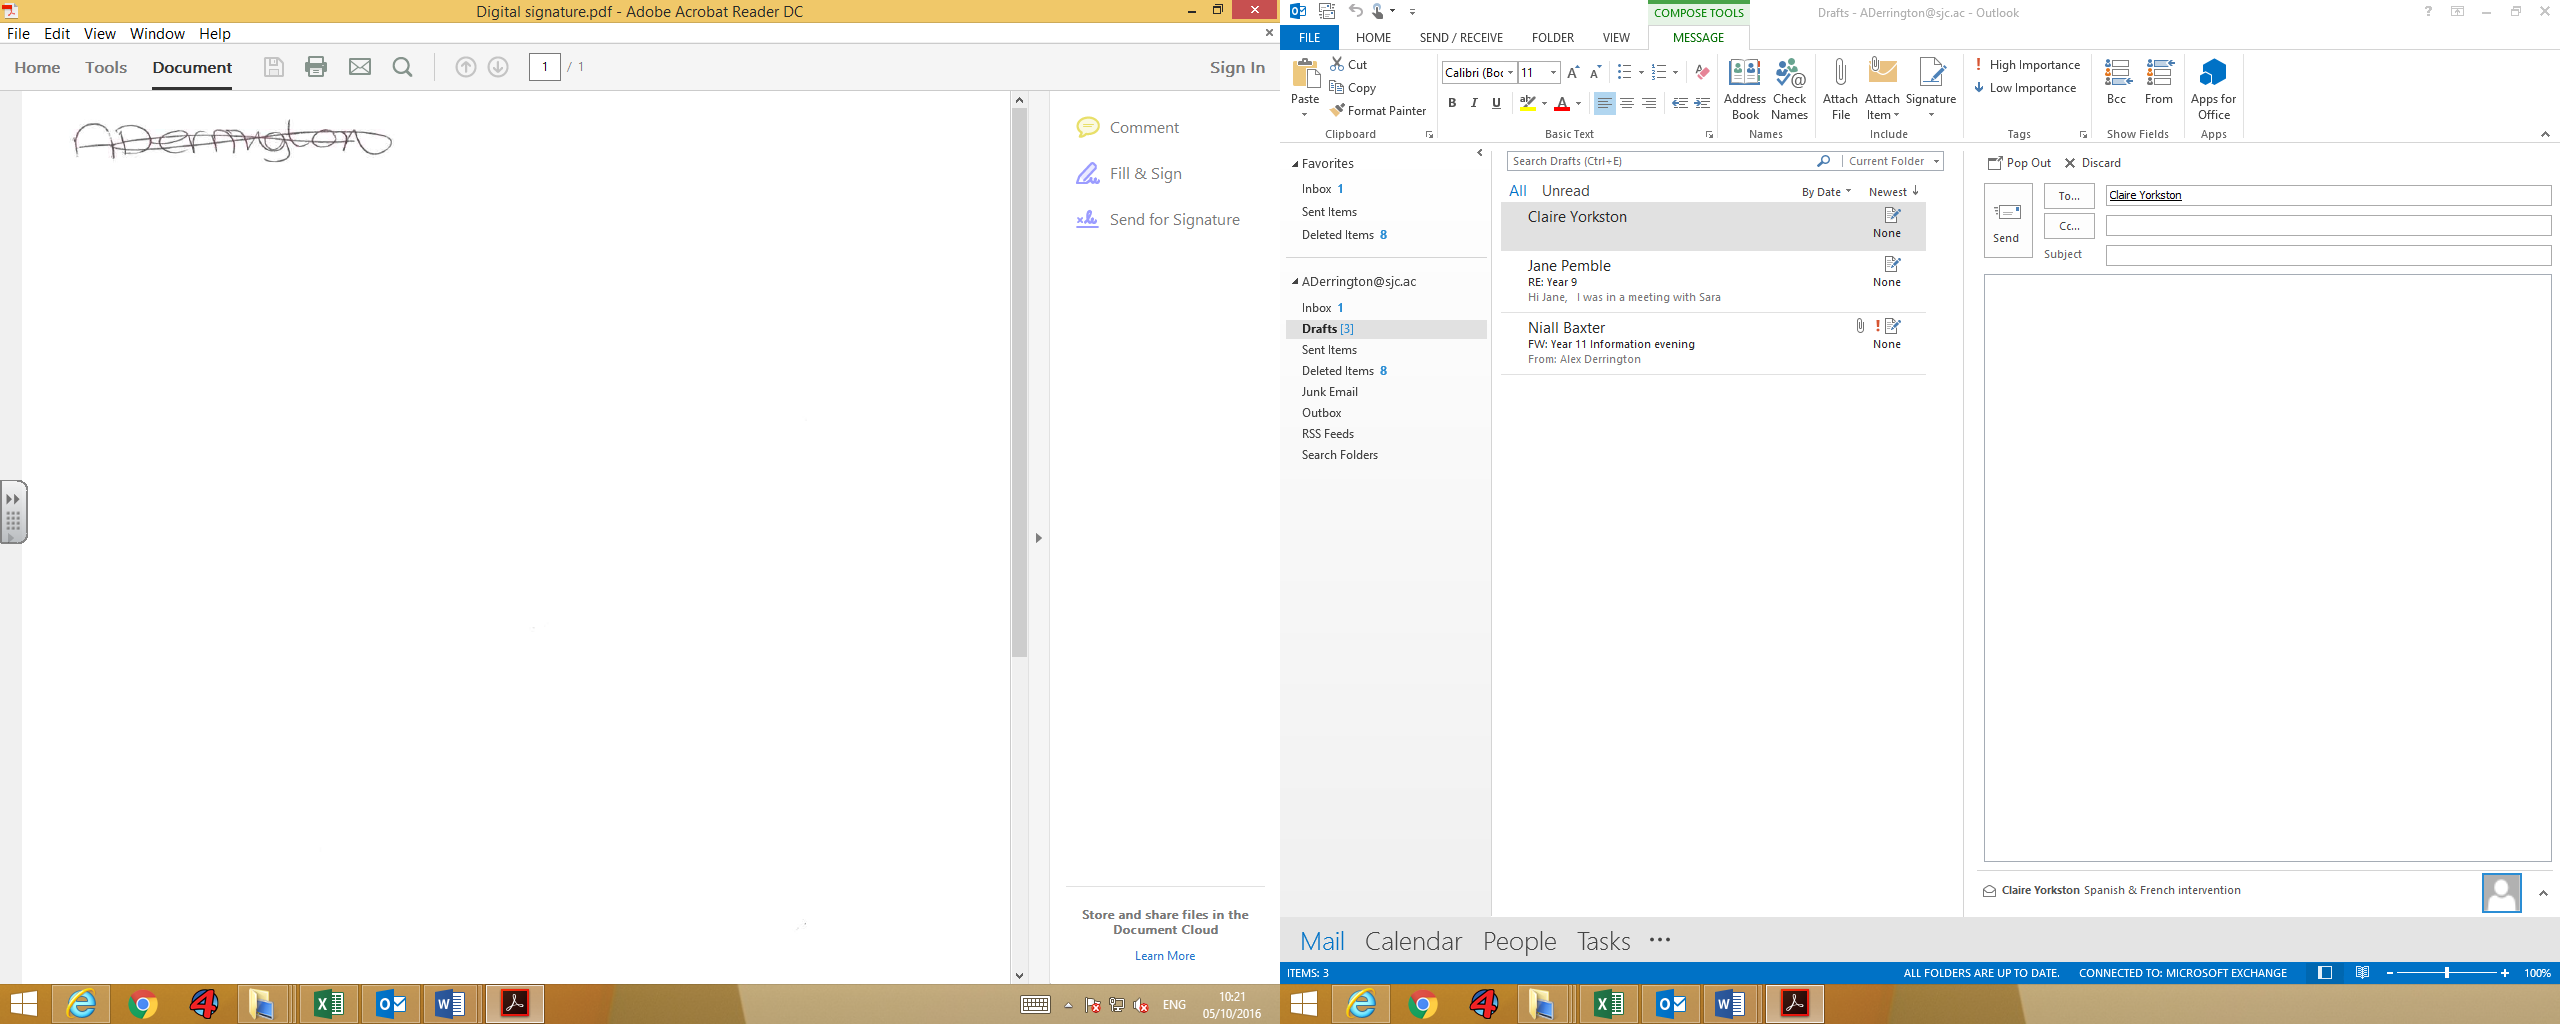 Digital signature.pdf - Adobe Acrobat Reader DC
File Edit View Window Help
Home Tools Document 1 / 1 Sign In
ADerrington
Comment
Fill & Sign
Send for Signature
Store and share files in the
Document Cloud
Learn More
ENG
10:21
05/10/2016
COMPOSE TOOLS
Drafts - ADerrington@sjc.ac - Outlook
FILE HOME SEND / RECEIVE FOLDER VIEW MESSAGE
Paste
Cut
Copy
Format Painter
Clipboard
Calibri (Boc 11
B I U
Basic Text
Address Book
Check Names
Names
Attach File
Attach Item
Signature
Include
High Importance
Low Importance
Tags
Bcc
From
Show Fields
Apps for Office
Apps
Favorites
Inbox 1
Sent Items
Deleted Items 8
ADerrington@sjc.ac
Inbox 1
Drafts [3]
Sent Items
Deleted Items 8
Junk Email
Outbox
RSS Feeds
Search Folders
Search Drafts (Ctrl+E) Current Folder
All Unread By Date Newest
Claire Yorkston
None
Jane Pemble
RE: Year 9 None
Hi Jane, I was in a meeting with Sara
Niall Baxter
FW: Year 11 Information evening None
From: Alex Derrington
Pop Out Discard
Send
To... Claire Yorkston
Cc...
Subject
Claire Yorkston Spanish & French intervention
Mail Calendar People Tasks ...
ITEMS: 3 ALL FOLDERS ARE UP TO DATE. CONNECTED TO: MICROSOFT EXCHANGE 100%